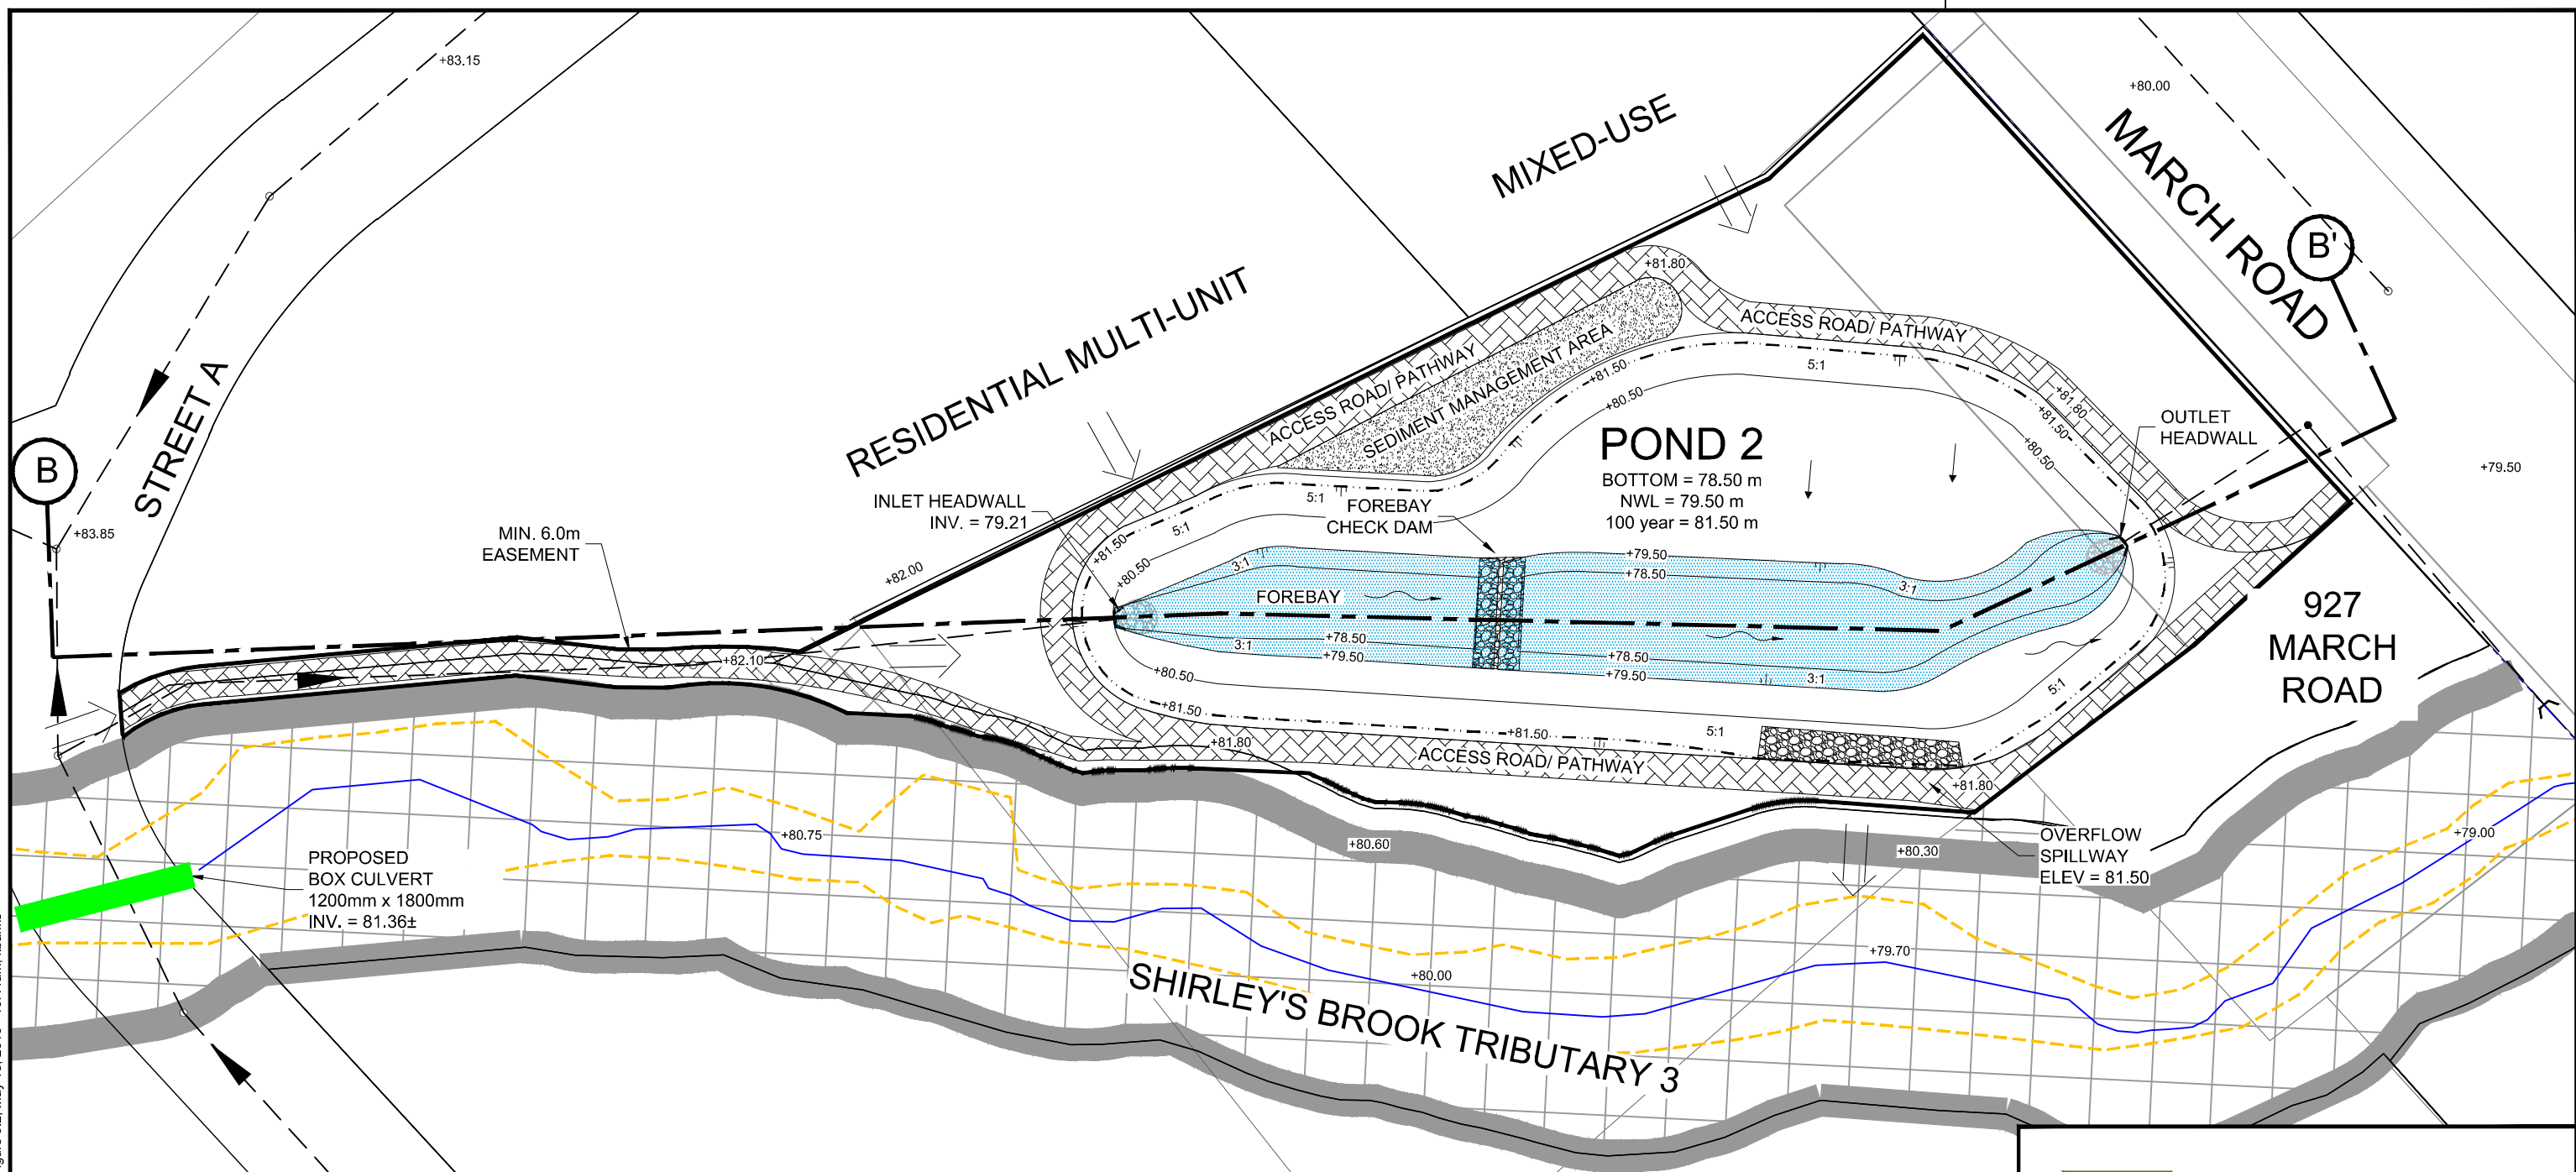 +83.15
+80.00
MIXED-USE
MARCH ROAD
B'
+81.80
RESIDENTIAL MULTI-UNIT
ACCESS ROAD/ PATHWAY
ACCESS ROAD/ PATHWAY
SEDIMENT MANAGEMENT AREA
+81.50
5:1
+80.50
+81.80
+81.50
+80.50
STREET A
B
OUTLET
HEADWALL
+79.50
POND 2
BOTTOM = 78.50 m
NWL = 79.50 m
100 year = 81.50 m
INLET HEADWALL
INV. = 79.21
5:1
5:1
FOREBAY
CHECK DAM
+83.85
MIN. 6.0m
EASEMENT
+82.00
+81.50
+80.50
3:1
+79.50
+78.50
3:1
FOREBAY
927
MARCH
ROAD
+82.10
+78.50
3:1
+79.50
+78.50
+79.50
3:1
+80.50
5:1
+81.50
+81.50
5:1
+81.80
ACCESS ROAD/ PATHWAY
+81.80
+80.75
+80.60
+80.30
OVERFLOW
SPILLWAY
ELEV = 81.50
+79.00
PROPOSED
BOX CULVERT
1200mm x 1800mm
INV. = 81.36±
+80.00
+79.70
SHIRLEY'S BROOK TRIBUTARY 3